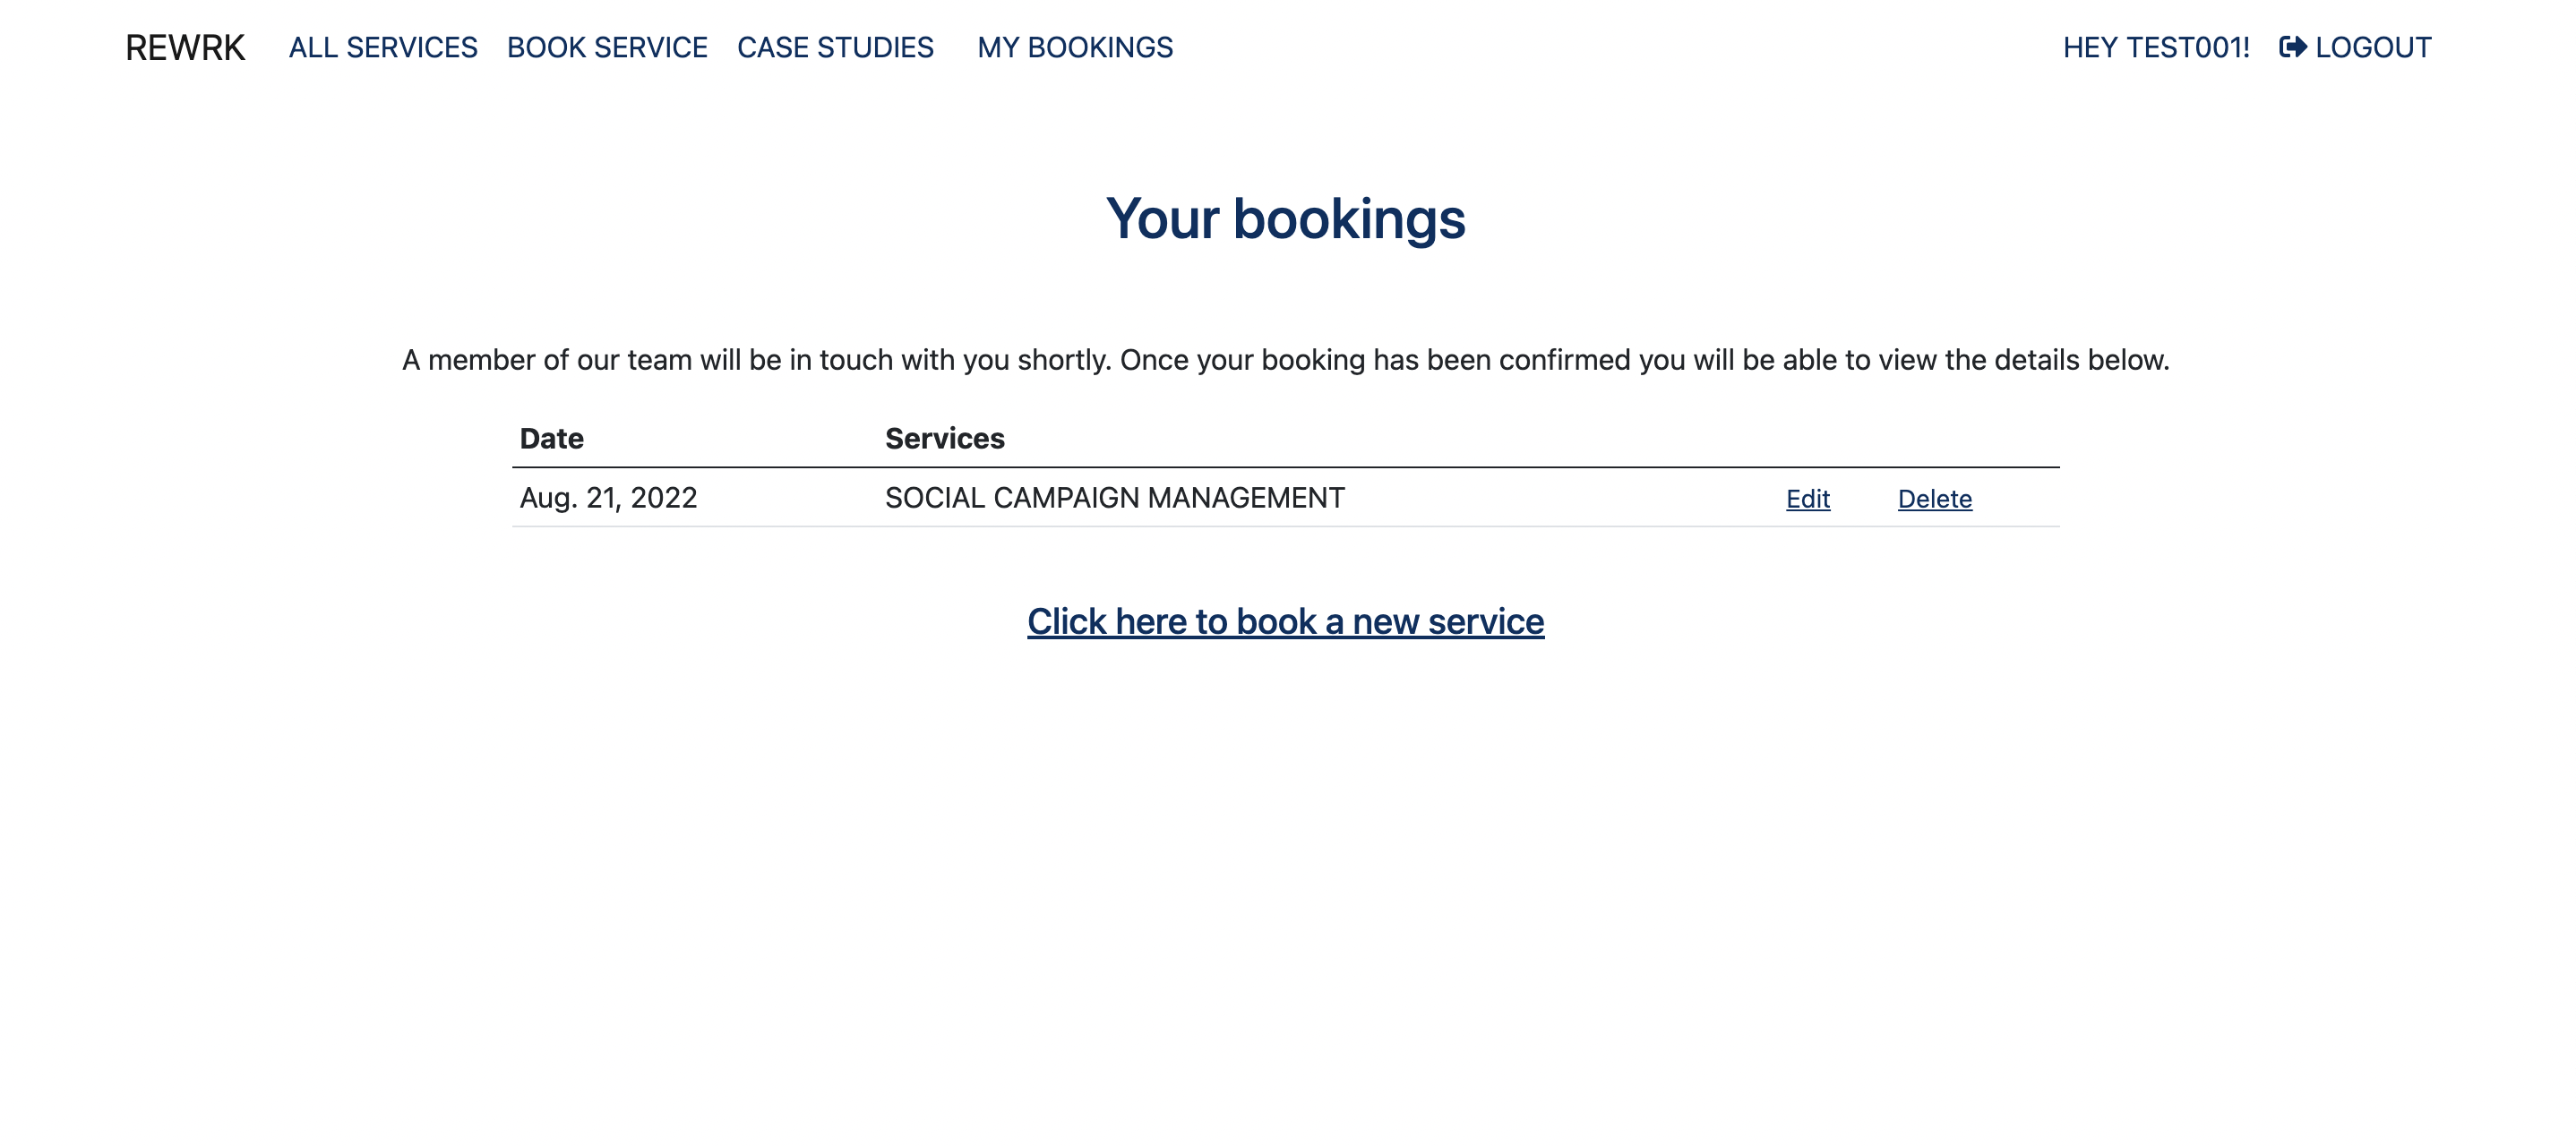 REWRK ALL SERVICES BOOK SERVICE CASE STUDIES MY BOOKINGS HEY TEST001! LOGOUT
Your bookings
A member of our team will be in touch with you shortly. Once your booking has been confirmed you will be able to view the details below.
Date Services
Aug. 21, 2022 SOCIAL CAMPAIGN MANAGEMENT Edit Delete
Click here to book a new service